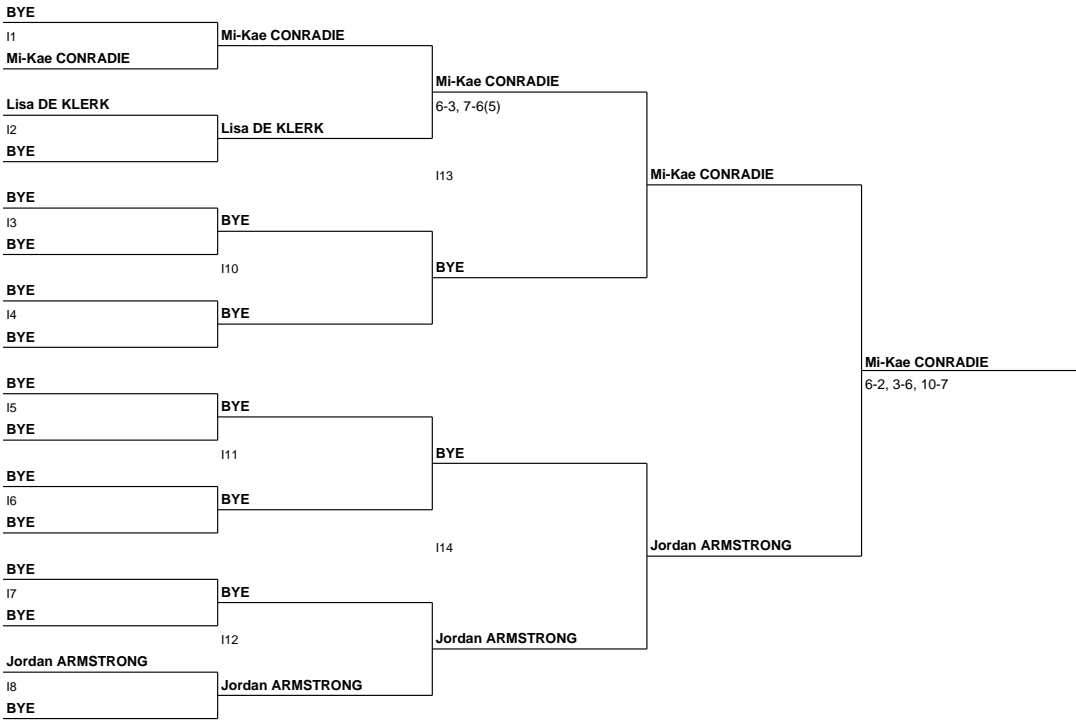 BYE
I1
Mi-Kae CONRADIE
Lisa DE KLERK
I2
BYE
BYE
I3
BYE
BYE
I4
BYE
BYE
I5
BYE
BYE
I6
BYE
BYE
I7
BYE
Jordan ARMSTRONG
I8
BYE
Mi-Kae CONRADIE
Lisa DE KLERK
BYE
I10
BYE
BYE
I11
BYE
BYE
I12
Jordan ARMSTRONG
Mi-Kae CONRADIE
6-3, 7-6(5)
I13
BYE
BYE
I14
Jordan ARMSTRONG
Mi-Kae CONRADIE
Jordan ARMSTRONG
Mi-Kae CONRADIE
6-2, 3-6, 10-7